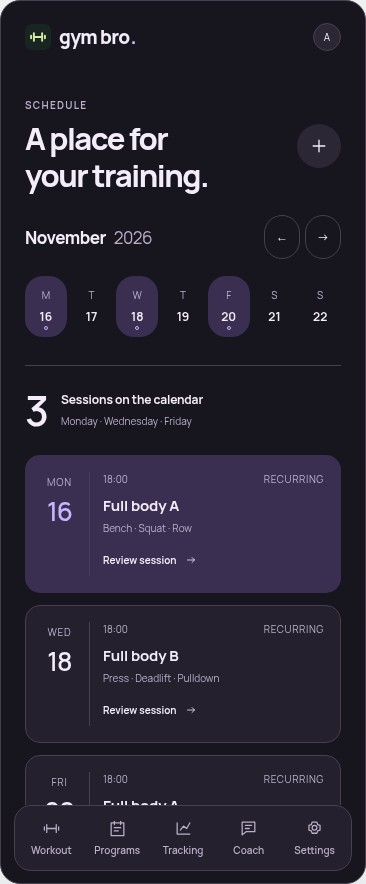 gym bro.
A
SCHEDULE
A place for
your training.
+
November 2026
← →
M T W T F S S
16 17 18 19 20 21 22
3
Sessions on the calendar
Monday · Wednesday · Friday
MON
16
18:00 RECURRING
Full body A
Bench · Squat · Row
Review session →
WED
18
18:00 RECURRING
Full body B
Press · Deadlift · Pulldown
Review session →
FRI
18:00 RECURRING
Full body A
Workout Programs Tracking Coach Settings